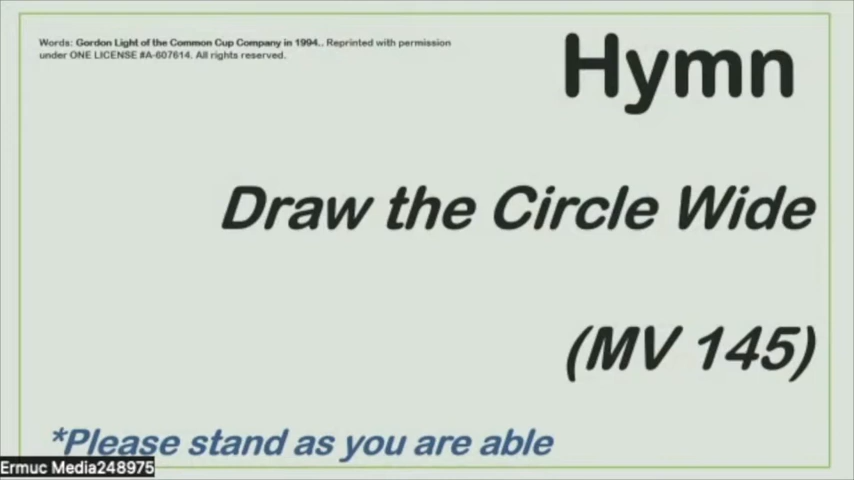 Words: Gordon Light of the Common Cup Company in 1994.. Reprinted with permission
under ONE LICENSE #A-607614. All rights reserved.
Hymn
Draw the Circle Wide
(MV 145)
*Please stand as you are able
Ermuc Media248975